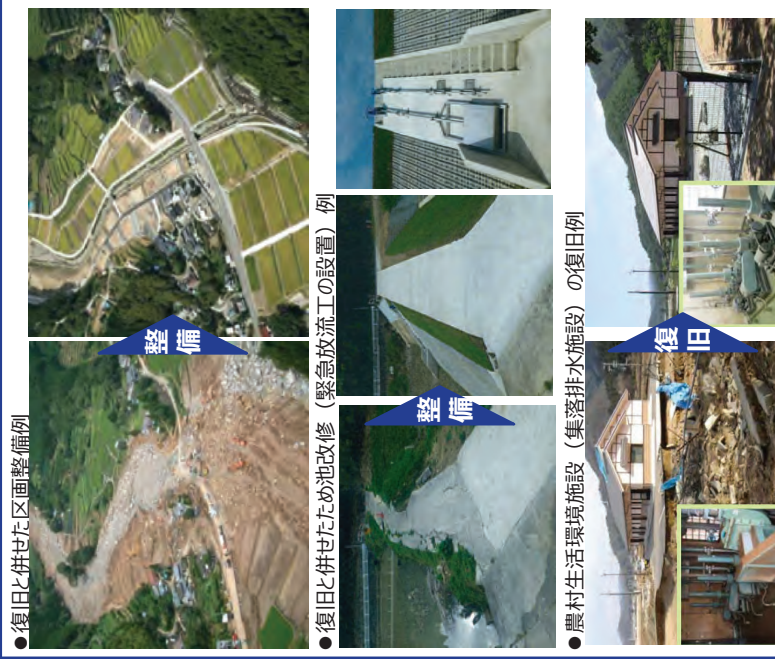 ●復旧と併せた区画整備例
整備
●復旧と併せたため池改修（緊急放流工の設置）例
整備
●農村生活環境施設（集落排水施設）の復旧例
復旧